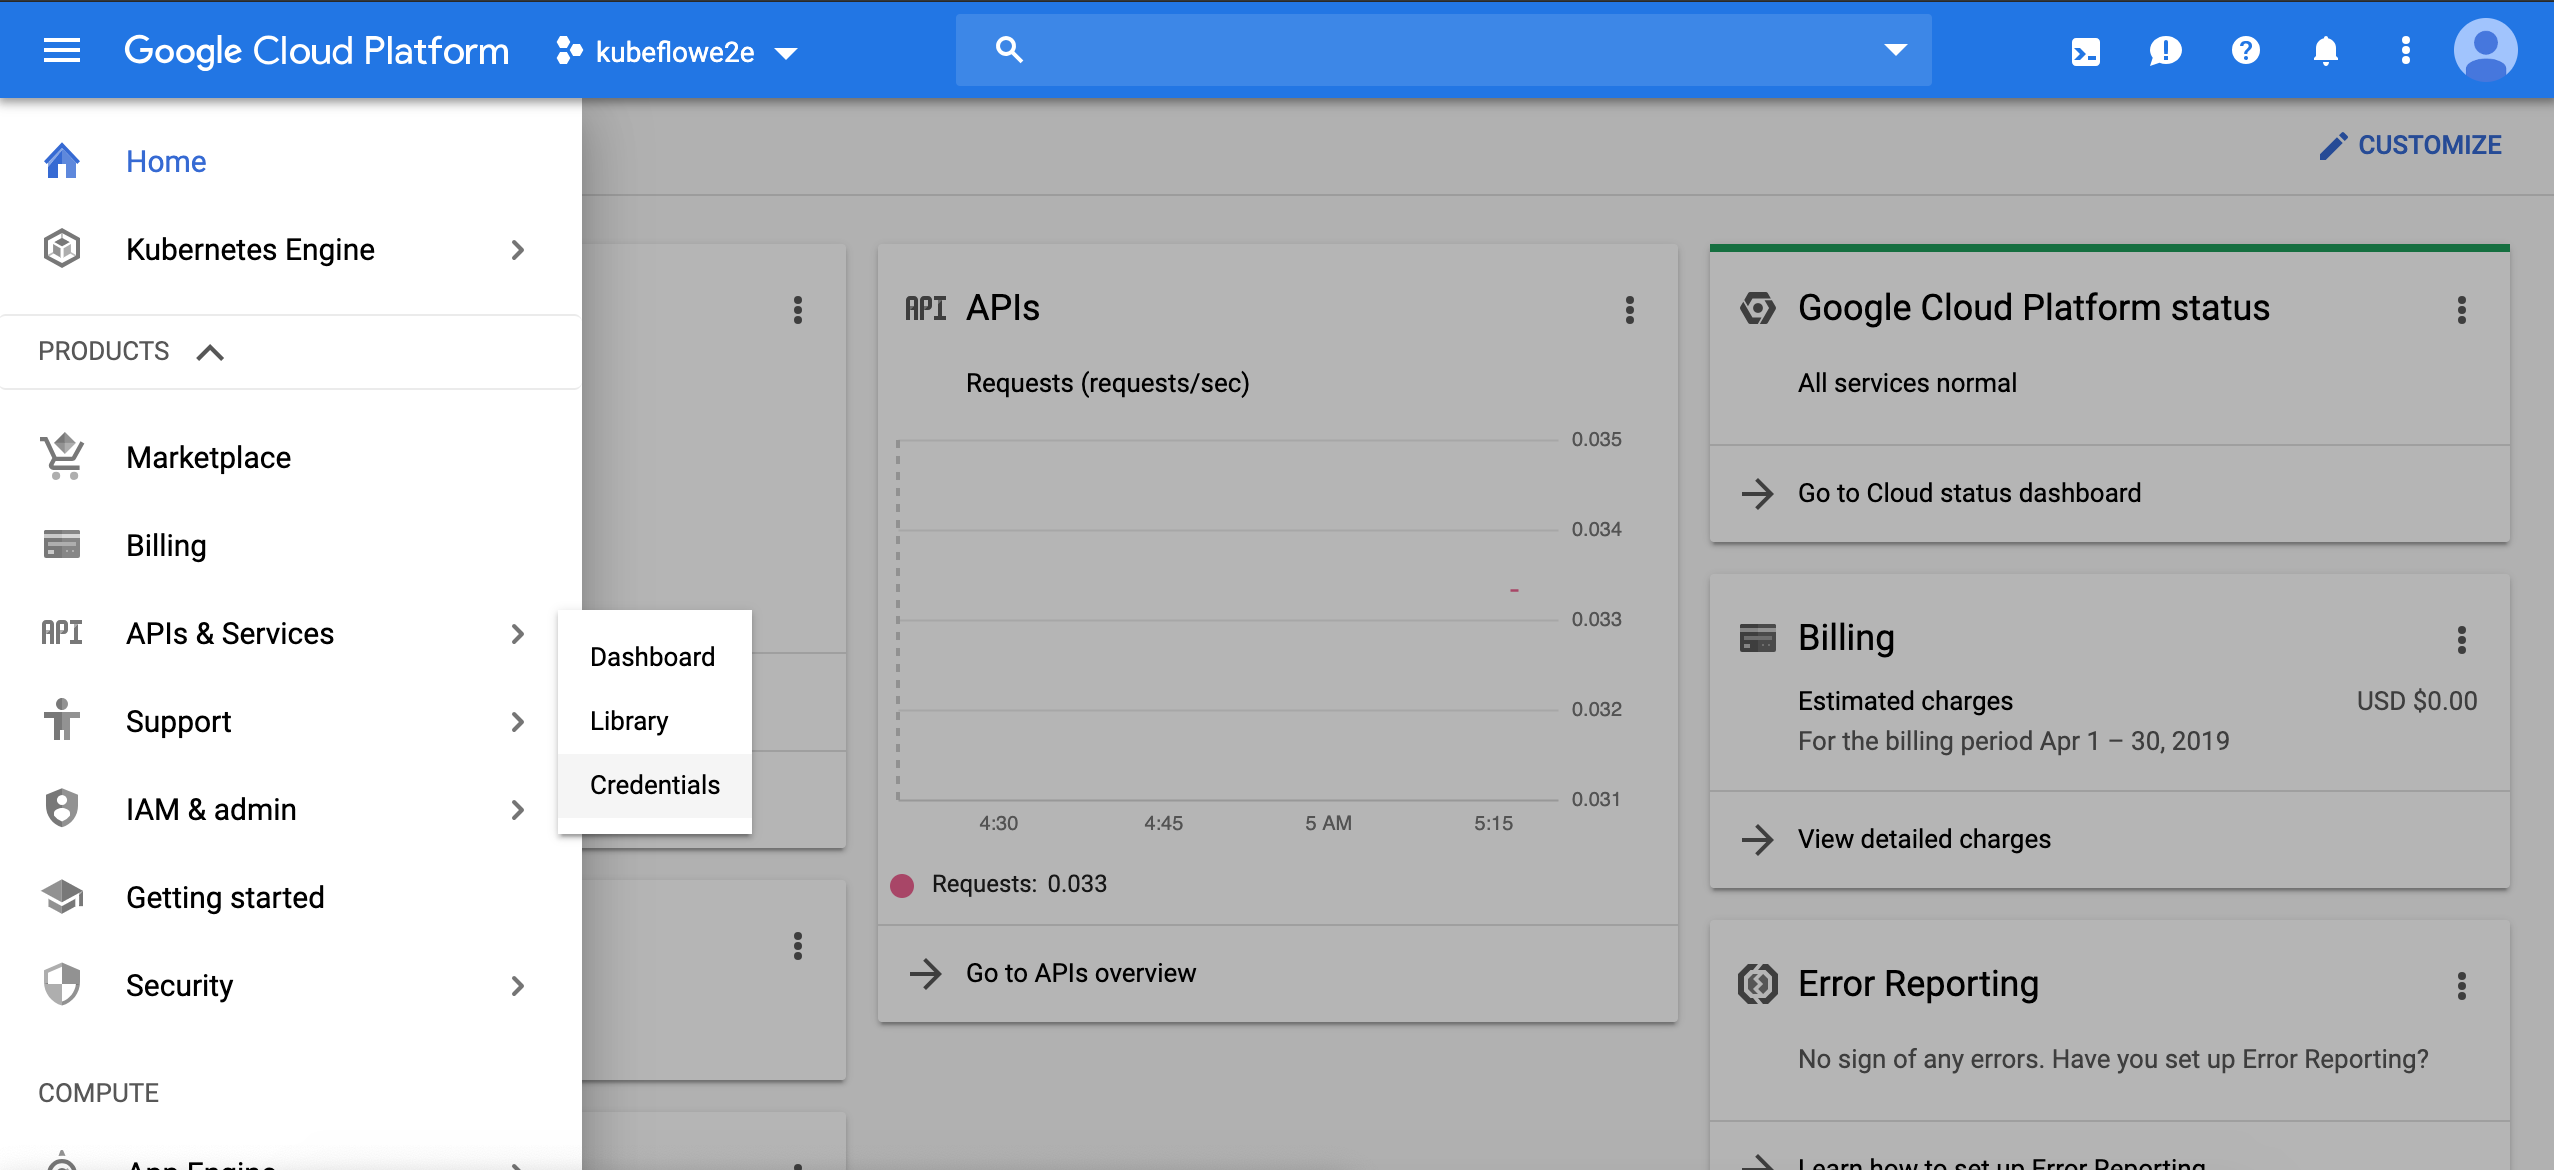 Google Cloud Platform
kubeflowe2e
CUSTOMIZE
Home
Kubernetes Engine
PRODUCTS
Marketplace
Billing
API APIs & Services
Support
IAM & admin
Getting started
Security
COMPUTE
App Engine
Dashboard
Library
Credentials
API APIs
Requests (requests/sec)
0.035
0.034
0.033
0.032
0.031
4:30 4:45 5 AM 5:15
Requests: 0.033
Go to APIs overview
Google Cloud Platform status
All services normal
Go to Cloud status dashboard
Billing
Estimated charges USD $0.00
For the billing period Apr 1 – 30, 2019
View detailed charges
Error Reporting
No sign of any errors. Have you set up Error Reporting?
Learn how to set up Error Reporting